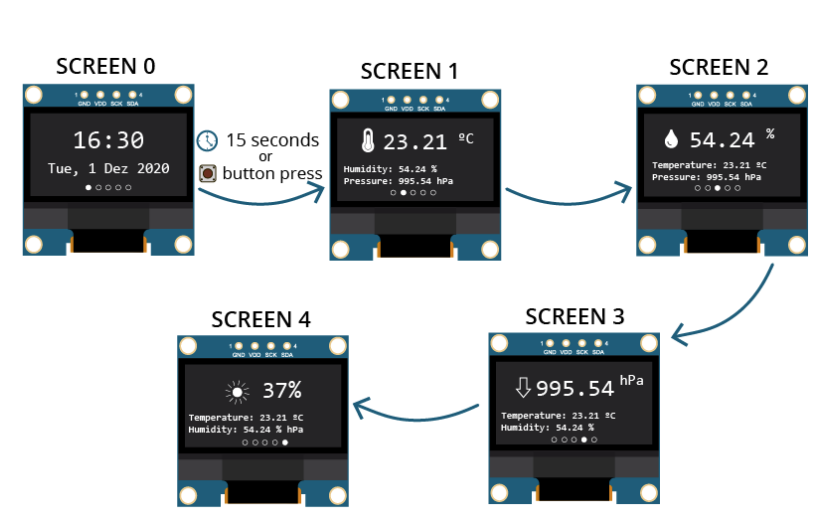 SCREEN 0
1 4
GND VDD SCK SDA
16:30
Tue, 1 Dez 2020
15 seconds
or
button press
SCREEN 1
1 4
GND VDD SCK SDA
23.21 ºC
Humidity: 54.24 %
Pressure: 995.54 hPa
SCREEN 2
1 4
GND VDD SCK SDA
54.24 %
Temperature: 23.21 ºC
Pressure: 995.54 hPa
SCREEN 3
1 4
GND VDD SCK SDA
995.54 hPa
Temperature: 23.21 ºC
Humidity: 54.24 %
SCREEN 4
1 4
GND VDD SCK SDA
37%
Temperature: 23.21 ºC
Humidity: 54.24 % hPa